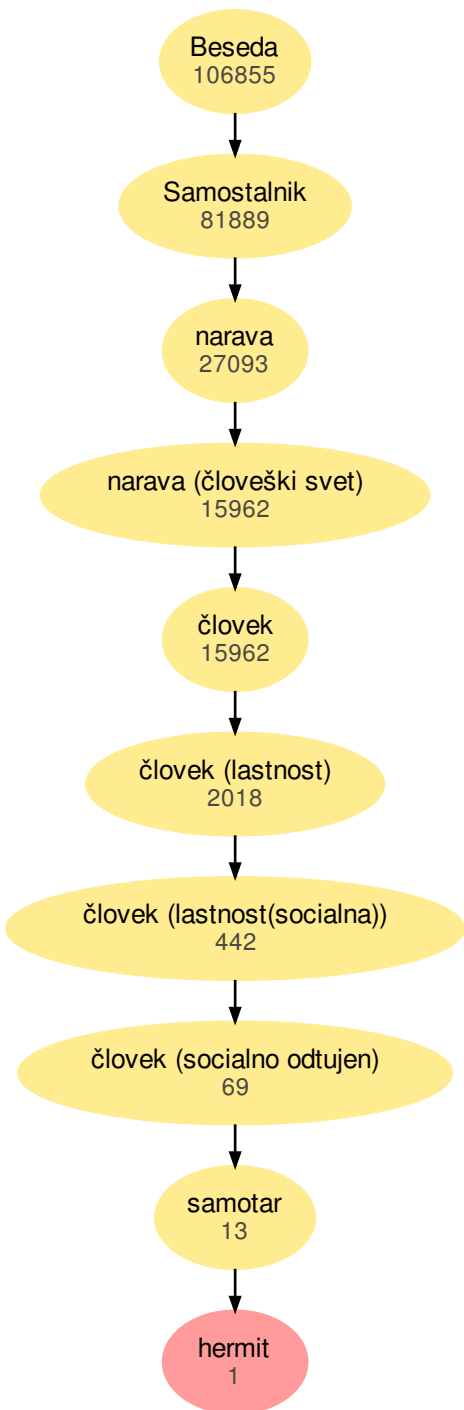 Beseda
106855
Samostalnik
81889
narava
27093
narava (človeški svet)
15962
človek
15962
človek (lastnost)
2018
človek (lastnost(socialna))
442
človek (socialno odtujen)
69
samotar
13
hermit
1